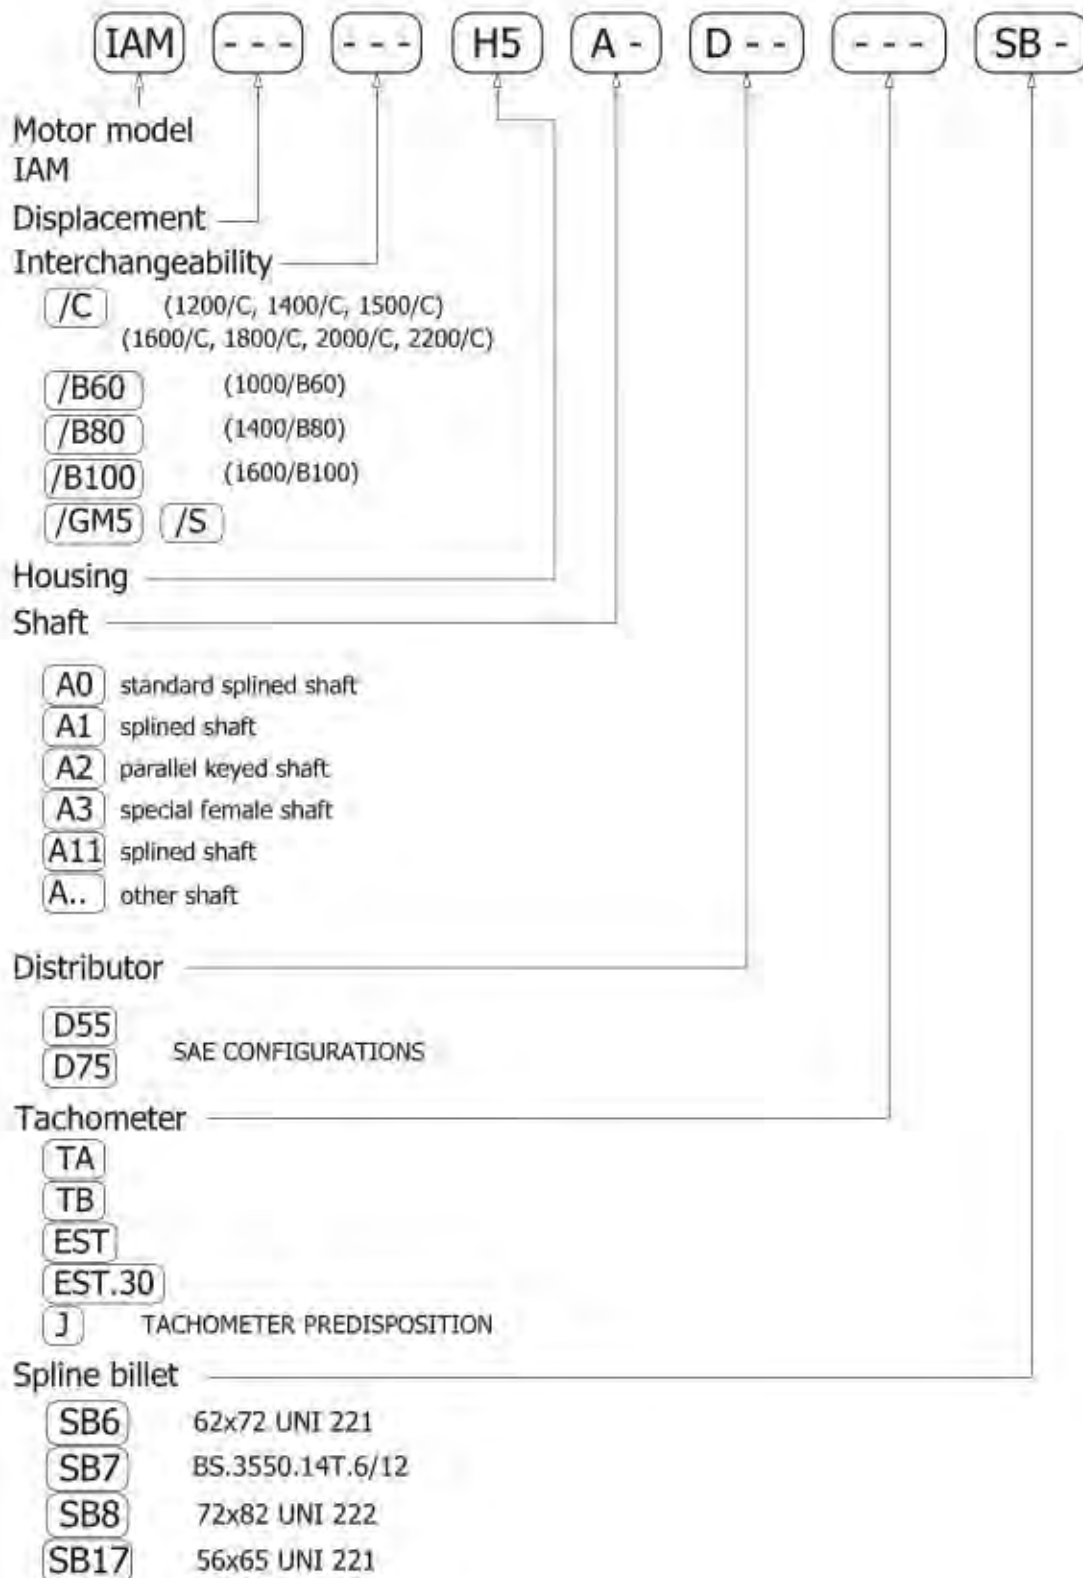 IAM - - - - - - H5 A - D - - - - - SB -
Motor model
IAM
Displacement
Interchangeability
/C (1200/C, 1400/C, 1500/C)
(1600/C, 1800/C, 2000/C, 2200/C)
/B60 (1000/B60)
/B80 (1400/B80)
/B100 (1600/B100)
/GM5 /S
Housing
Shaft
A0 standard splined shaft
A1 splined shaft
A2 parallel keyed shaft
A3 special female shaft
A11 splined shaft
A.. other shaft
Distributor
D55
SAE CONFIGURATIONS
D75
Tachometer
TA
TB
EST
EST.30
J TACHOMETER PREDISPOSITION
Spline billet
SB6 62x72 UNI 221
SB7 BS.3550.14T.6/12
SB8 72x82 UNI 222
SB17 56x65 UNI 221